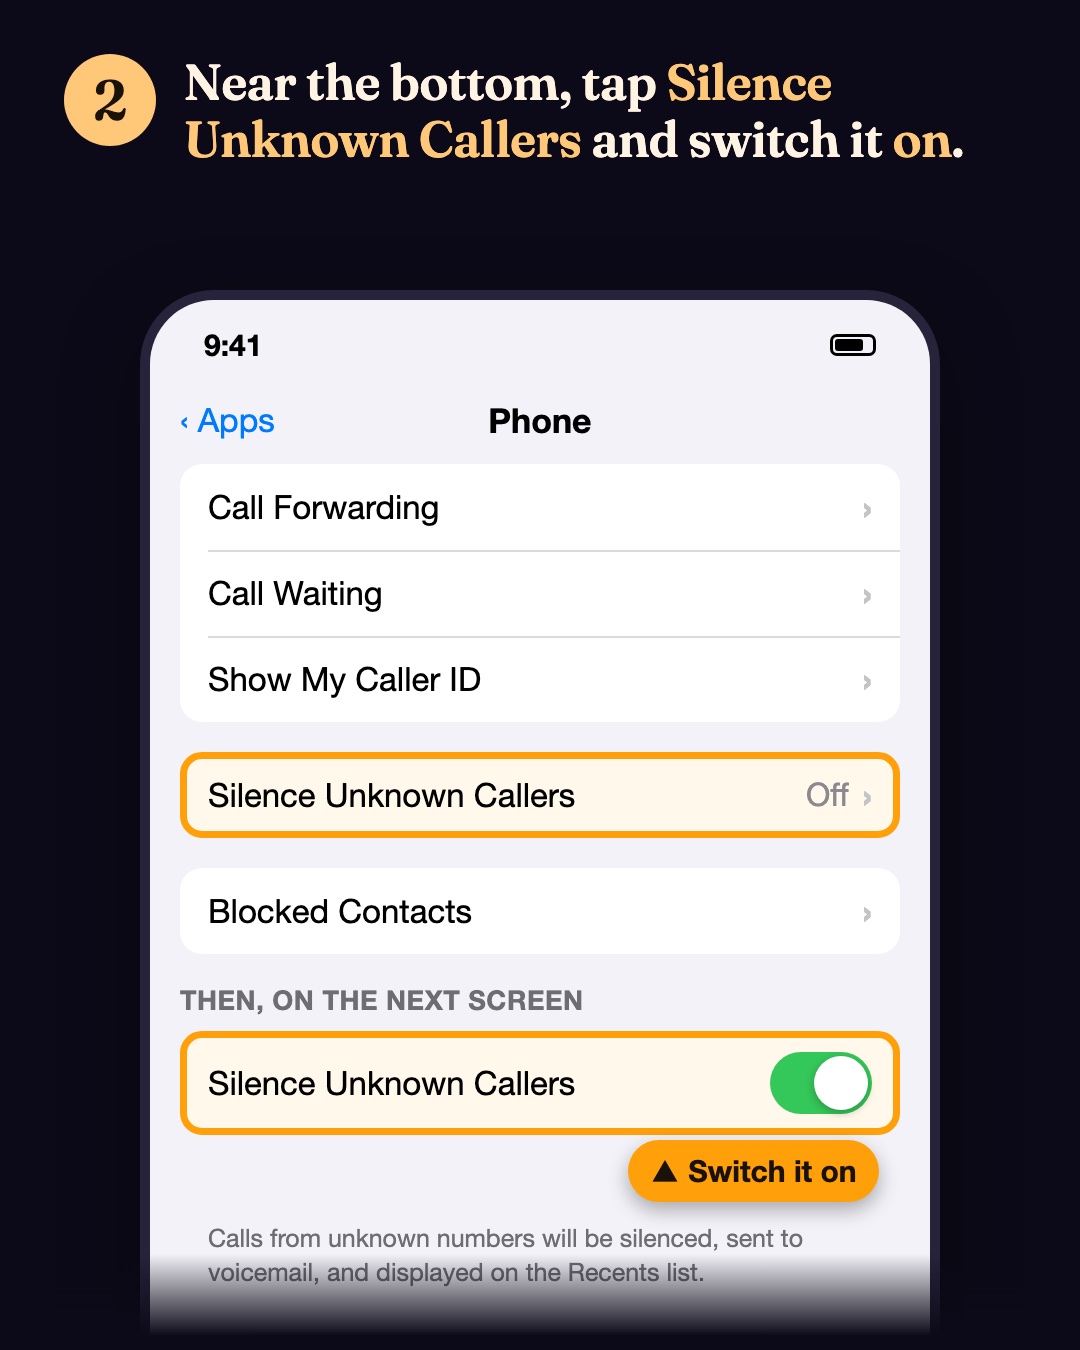 2
Near the bottom, tap Silence
Unknown Callers and switch it on.
9:41
‹ Apps
Phone
Call Forwarding ›
Call Waiting ›
Show My Caller ID ›
Silence Unknown Callers Off ›
Blocked Contacts ›
THEN, ON THE NEXT SCREEN
Silence Unknown Callers
▲ Switch it on
Calls from unknown numbers will be silenced, sent to
voicemail, and displayed on the Recents list.